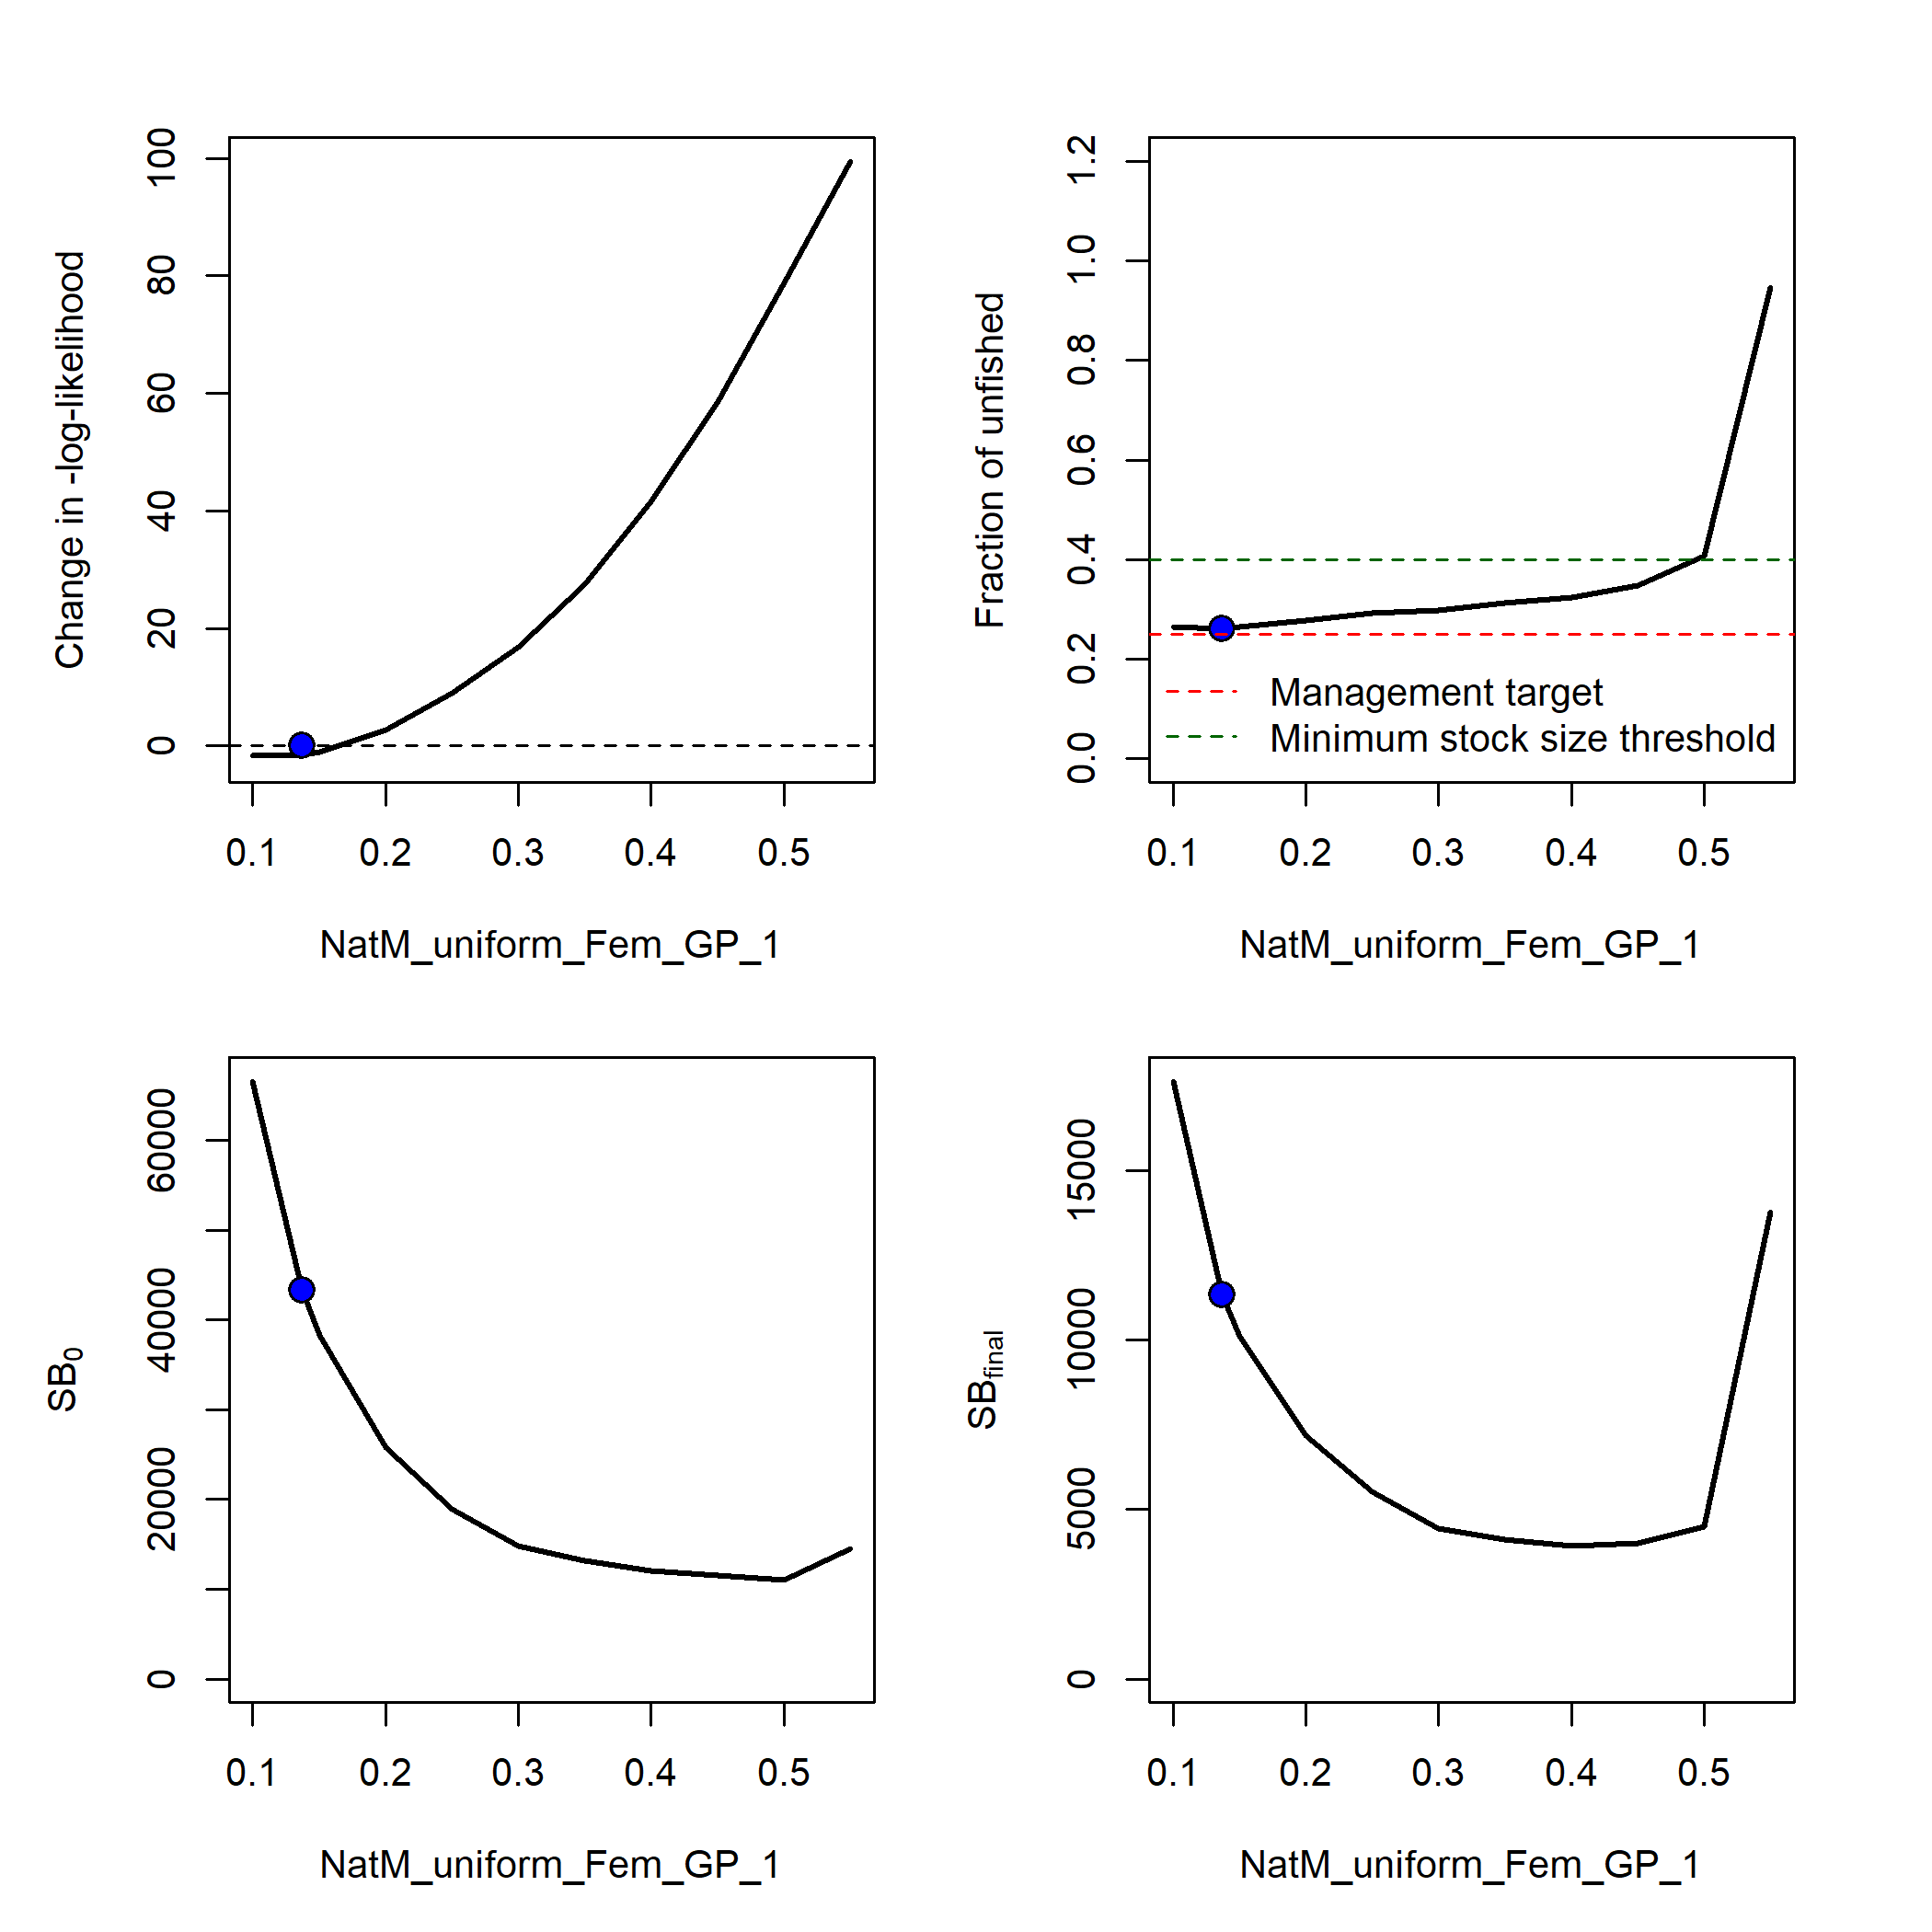 Change in -log-likelihood
0 20 40 60 80 100
0.1 0.2 0.3 0.4 0.5
NatM_uniform_Fem_GP_1
Fraction of unfished
0.0 0.2 0.4 0.6 0.8 1.0 1.2
Management target
Minimum stock size threshold
0.1 0.2 0.3 0.4 0.5
NatM_uniform_Fem_GP_1
SB0
0 20000 40000 60000
0.1 0.2 0.3 0.4 0.5
NatM_uniform_Fem_GP_1
SBfinal
0 5000 10000 15000
0.1 0.2 0.3 0.4 0.5
NatM_uniform_Fem_GP_1